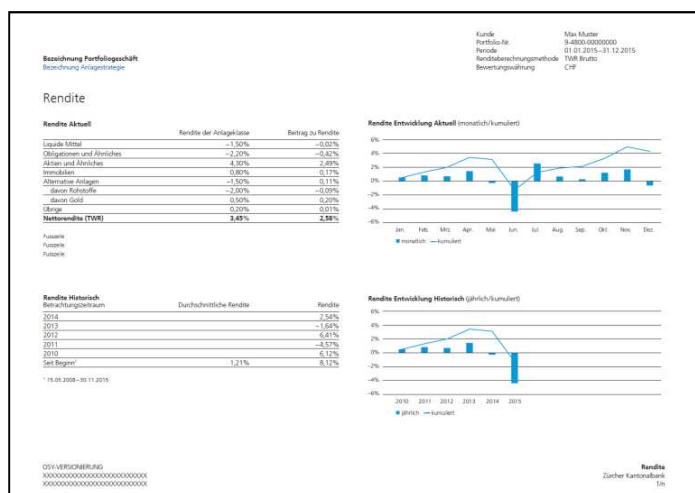 Kunde Max Muster
Portfolio-Nr. 9-4800-00000000
Periode 01.01.2015–31.12.2015
Renditeberechnungsmethode TWR Brutto
Bewertungswährung CHF
Bezeichnung Portfoliogeschäft
Bezeichnung Anlagestrategie
Rendite
Rendite Aktuell
Rendite der Anlageklasse Beitrag zu Rendite
Liquide Mittel –1,50% –0,02%
Obligationen und Ähnliches –2,20% –0,42%
Aktien und Ähnliches 4,30% 2,49%
Immobilien 0,80% 0,17%
Alternative Anlagen –1,50% 0,11%
davon Rohstoffe –2,00% –0,09%
davon Gold 0,50% 0,20%
Übrige 0,20% 0,01%
Nettorendite (TWR) 3,45% 2,58%
Fusszeile
Fusszeile
Fusszeile
Rendite Entwicklung Aktuell (monatlich/kumuliert)
6%
4%
2%
0%
–2%
–4%
–6%
Jan. Feb. Mrz. Apr. Mai Jun. Jul. Aug. Sep. Okt. Nov. Dez.
monatlich kumuliert
Rendite Historisch
Betrachtungszeitraum Durchschnittliche Rendite Rendite
2014 2,54%
2013 –1,64%
2012 6,41%
2011 –4,57%
2010 6,12%
Seit Beginn¹ 1,21% 8,12%
¹ 15.05.2008–30.11.2015
Rendite Entwicklung Historisch (jährlich/kumuliert)
6%
4%
2%
0%
–2%
–4%
–6%
2010 2011 2012 2013 2014 2015
jährlich kumuliert
OSY-VERSIONIERUNG
XXXXXXXXXXXXXXXXXXXXXXXXXX
XXXXXXXXXXXXXXXXXXXXXXXXXX
Rendite
Zürcher Kantonalbank
1/n